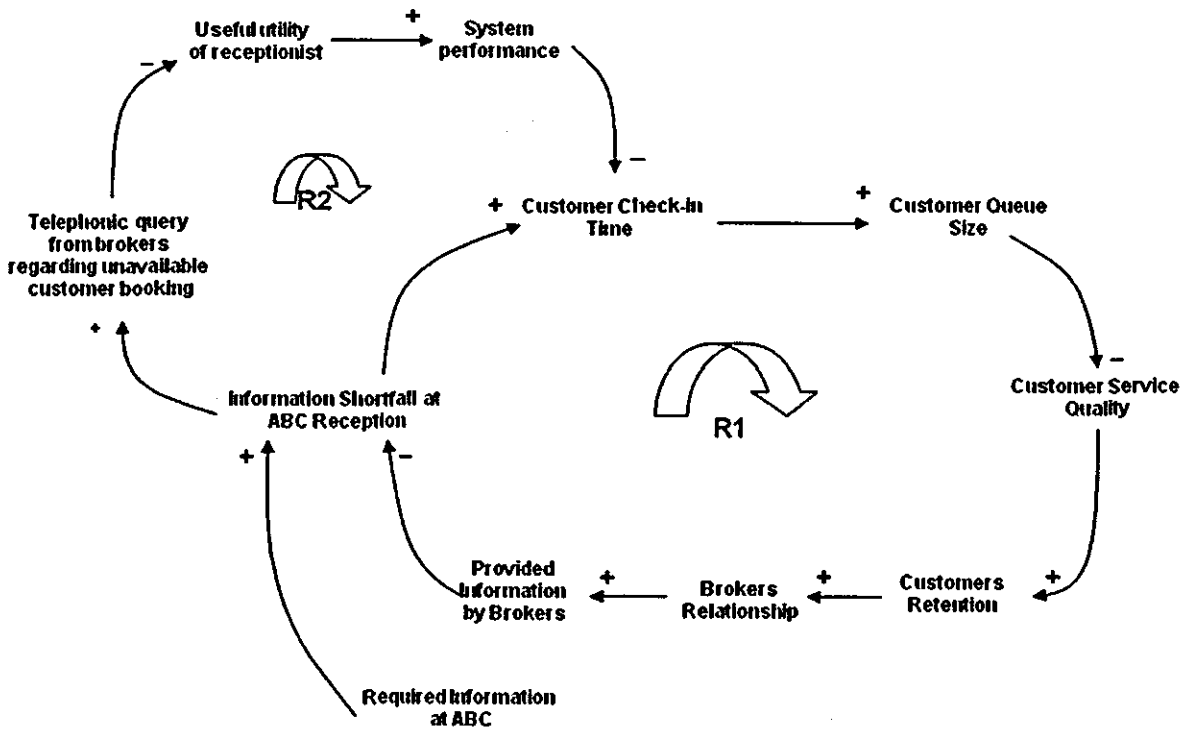 +
Useful utility
of receptionist
System
performance
−
−
R2
+
Customer Check-in
Time
+
Customer Queue
Size
Telephonic query
from brokers
regarding unavailable
customer booking
+
−
Customer Service
Quality
Information Shortfall at
ABC Reception
R1
+
−
Provided
Information
by Brokers
+
Brokers
Relationship
+
Customers
Retention
+
Required Information
at ABC